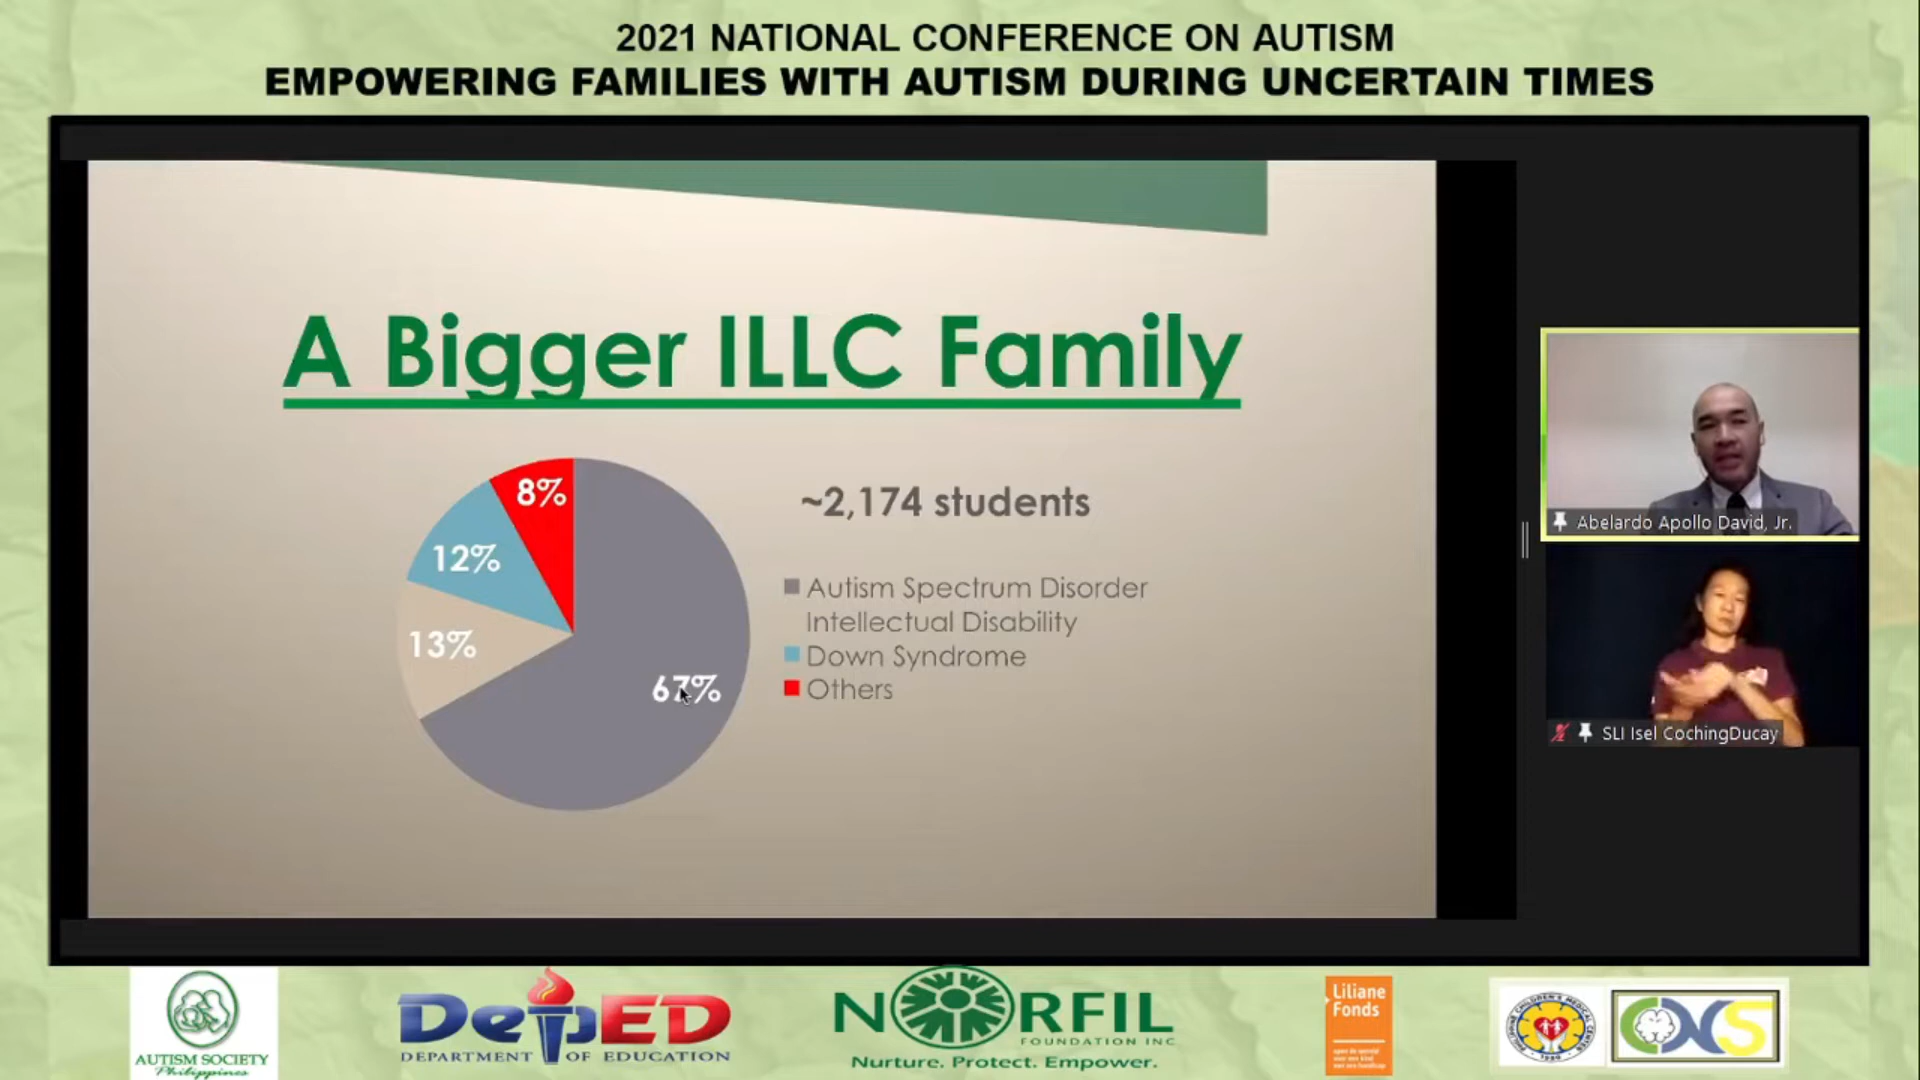 2021 NATIONAL CONFERENCE ON AUTISM
EMPOWERING FAMILIES WITH AUTISM DURING UNCERTAIN TIMES
A Bigger ILLC Family
8%
12%
13%
67%
~2,174 students
Autism Spectrum Disorder
Intellectual Disability
Down Syndrome
Others
Abelardo Apollo David, Jr.
SLI Isel CochingDucay
AUTISM SOCIETY
Philippines
DepED
DEPARTMENT OF EDUCATION
NORFIL
FOUNDATION INC
Nurture. Protect. Empower.
Liliane
Fonds